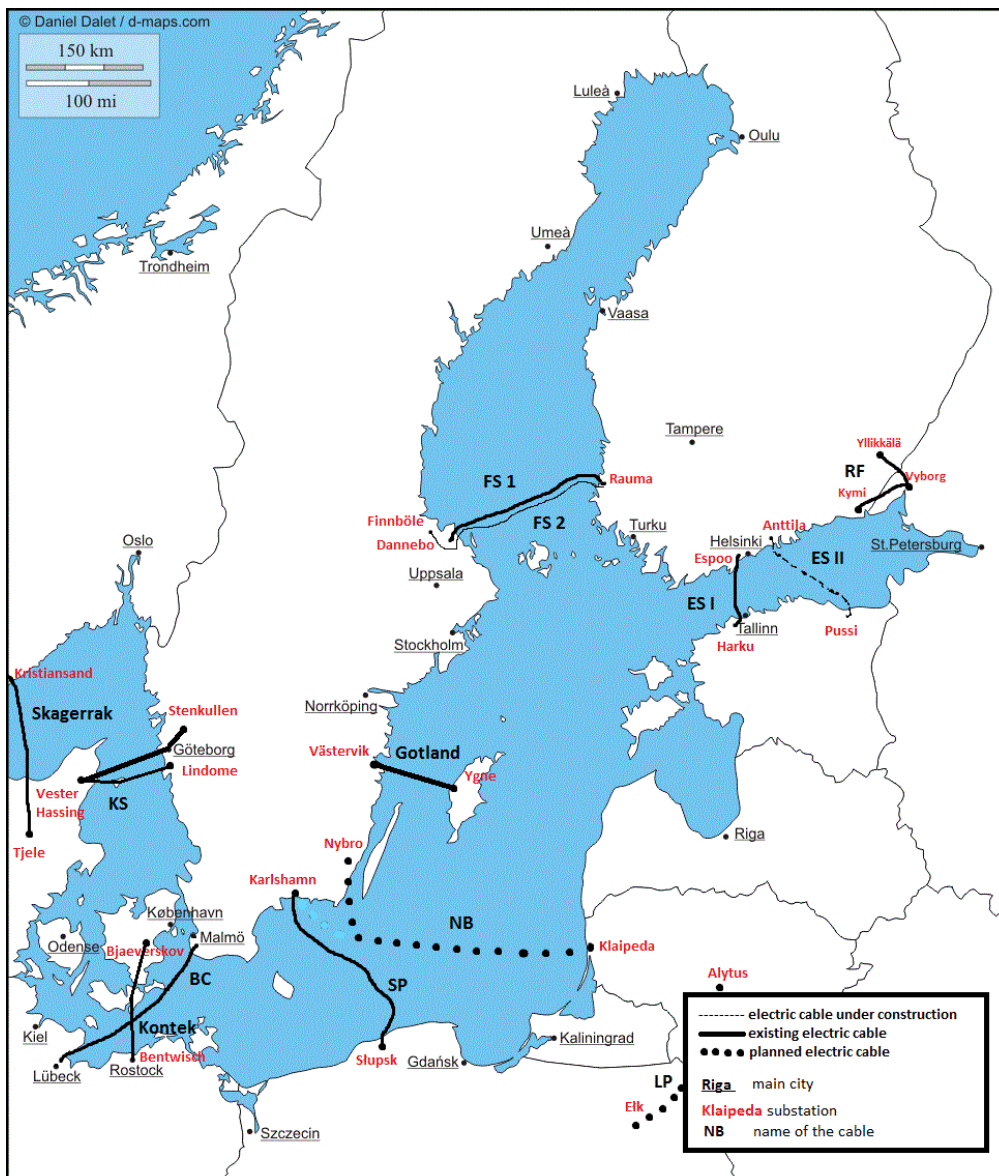 © Daniel Dalet / d-maps.com
150 km
100 mi
Luleà
Oulu
Umeà
Trondheim
Vaasa
Tampere
Yllikkälä
RF
FS 1
Rauma
Vyborg
Kymi
Finnböle
FS 2
Turku
Anttila
Dannebo
Helsinki
St.Petersburg
Oslo
Espoo
ES II
Uppsala
ES I
Tallinn
Pussi
Stockholm
Harku
Kristiansand
Norrköping
Skagerrak
Stenkullen
Göteborg
Västervik
Gotland
Lindome
Ygne
Vester
Hassing
KS
Riga
Tjele
Nybro
Karlshamn
København
NB
Odense
Malmö
Bjaeverskov
Klaipeda
BC
Alytus
SP
Kiel
Kontek
Kaliningrad
Bentwisch
Slupsk
Gdańsk
Lübeck
Rostock
LP
Ełk
Szczecin
electric cable under construction
existing electric cable
planned electric cable
Riga main city
Klaipeda substation
NB name of the cable